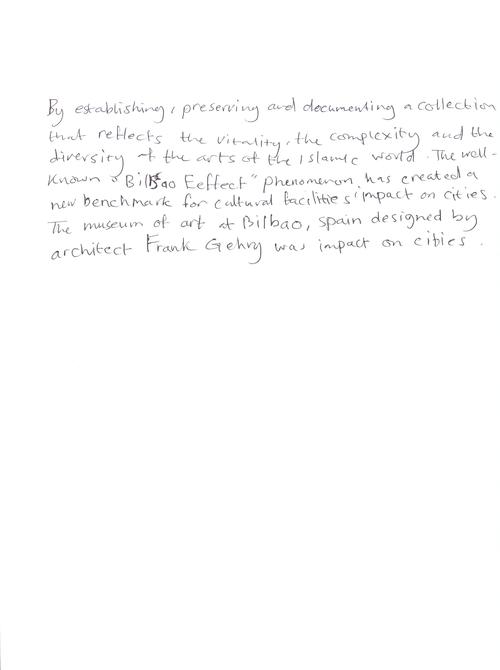 By establishing, preserving and documenting a collection
that reflects the vitality, the complexity and the
diversity of the arts of the Islamic world. The well-
known "Bilbao Eeffect" phenomenon, has created a
new benchmark for cultural facilities' impact on cities.
The museum of art at Bilbao, spain designed by
architect Frank Gehry was impact on cities.